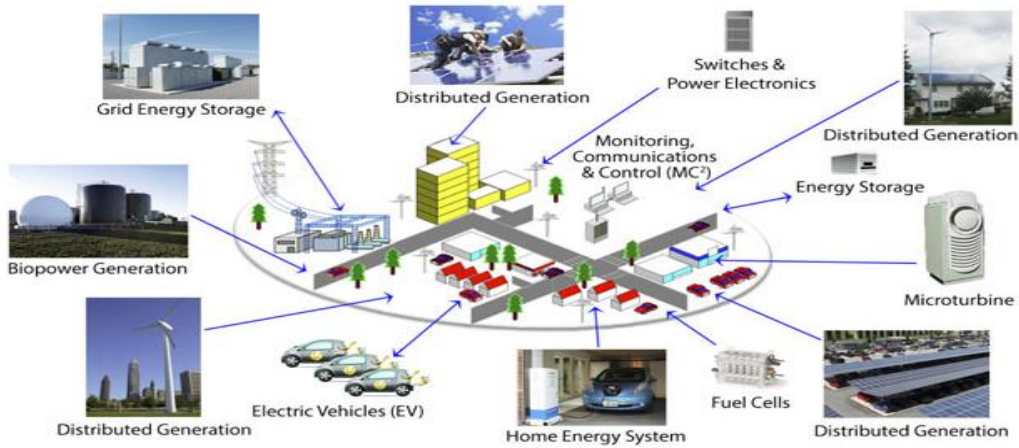 Grid Energy Storage
Distributed Generation
Switches &
Power Electronics
Distributed Generation
Monitoring,
Communications
& Control (MC²)
Energy Storage
Biopower Generation
Microturbine
Distributed Generation
Electric Vehicles (EV)
Home Energy System
Fuel Cells
Distributed Generation